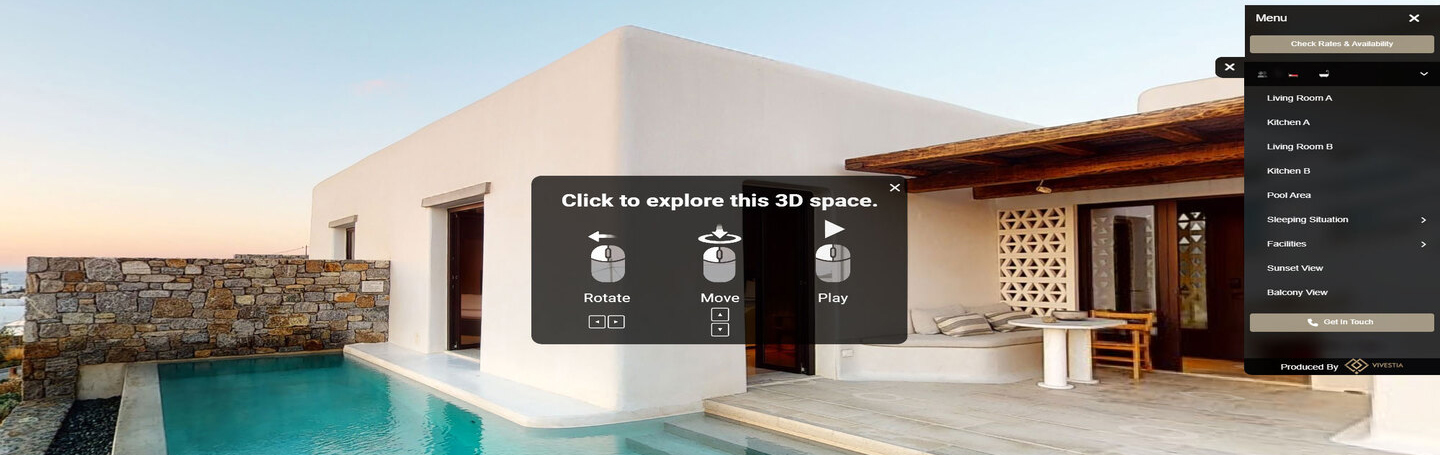 Menu
Check Rates & Availability
Living Room A
Kitchen A
Living Room B
Kitchen B
Pool Area
Sleeping Situation
Facilities
Sunset View
Balcony View
Get In Touch
Produced By VIVESTIA
Click to explore this 3D space.
Rotate Move Play